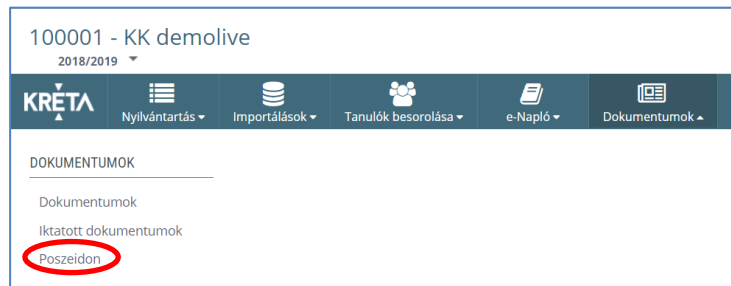 100001 - KK demolive
2018/2019
KRÉTA Nyilvántartás Importálások Tanulók besorolása e-Napló Dokumentumok
DOKUMENTUMOK
Dokumentumok
Iktatott dokumentumok
Poszeidon